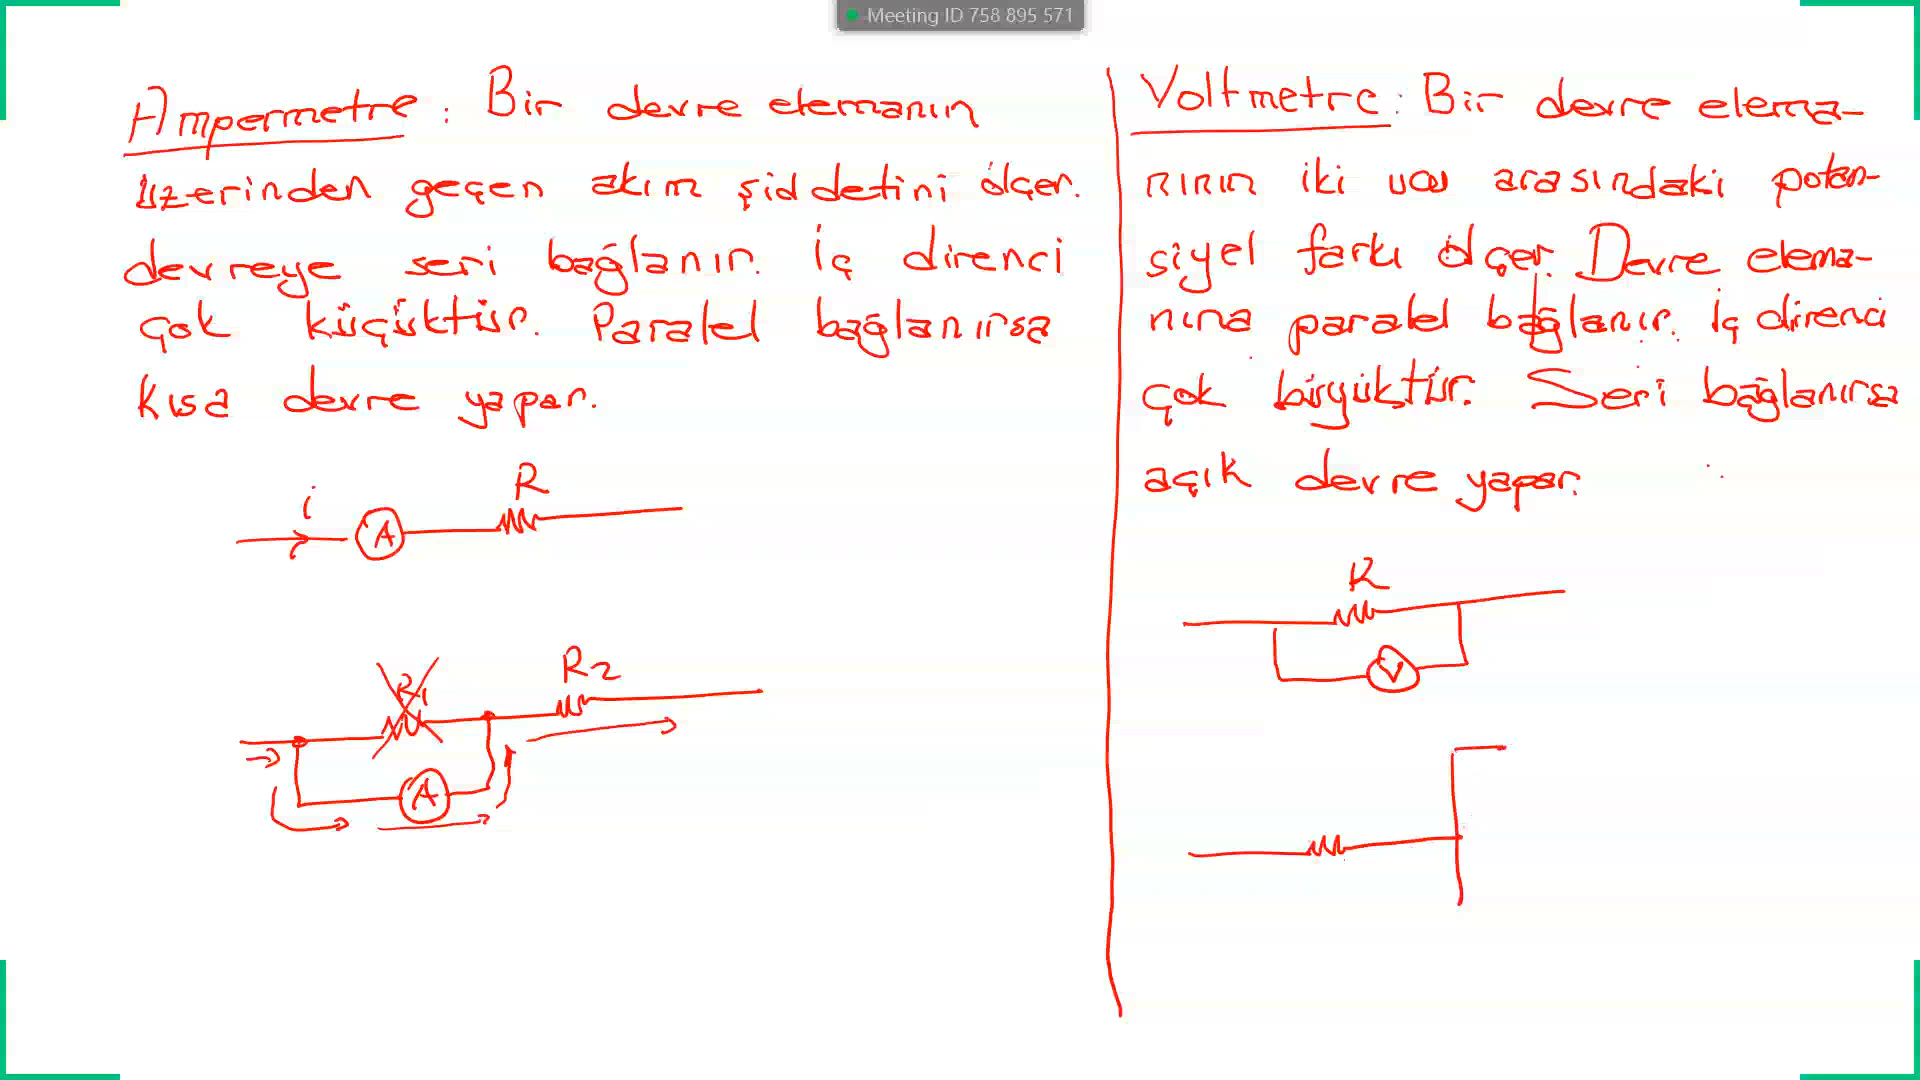 Meeting ID 758 895 571
Ampermetre : Bir devre elemanın
üzerinden geçen akım şiddetini ölçer.
devreye seri bağlanır. İç direnci
çok küçüktür. Paralel bağlanırsa
kısa devre yapar.
i
A
R
R1
R2
A
Voltmetre : Bir devre elema-
nının iki ucu arasındaki potan-
siyel farkı ölçer. Devre elema-
nına paralel bağlanır. İç direnci
çok büyüktür. Seri bağlanırsa
açık devre yapar.
R
V